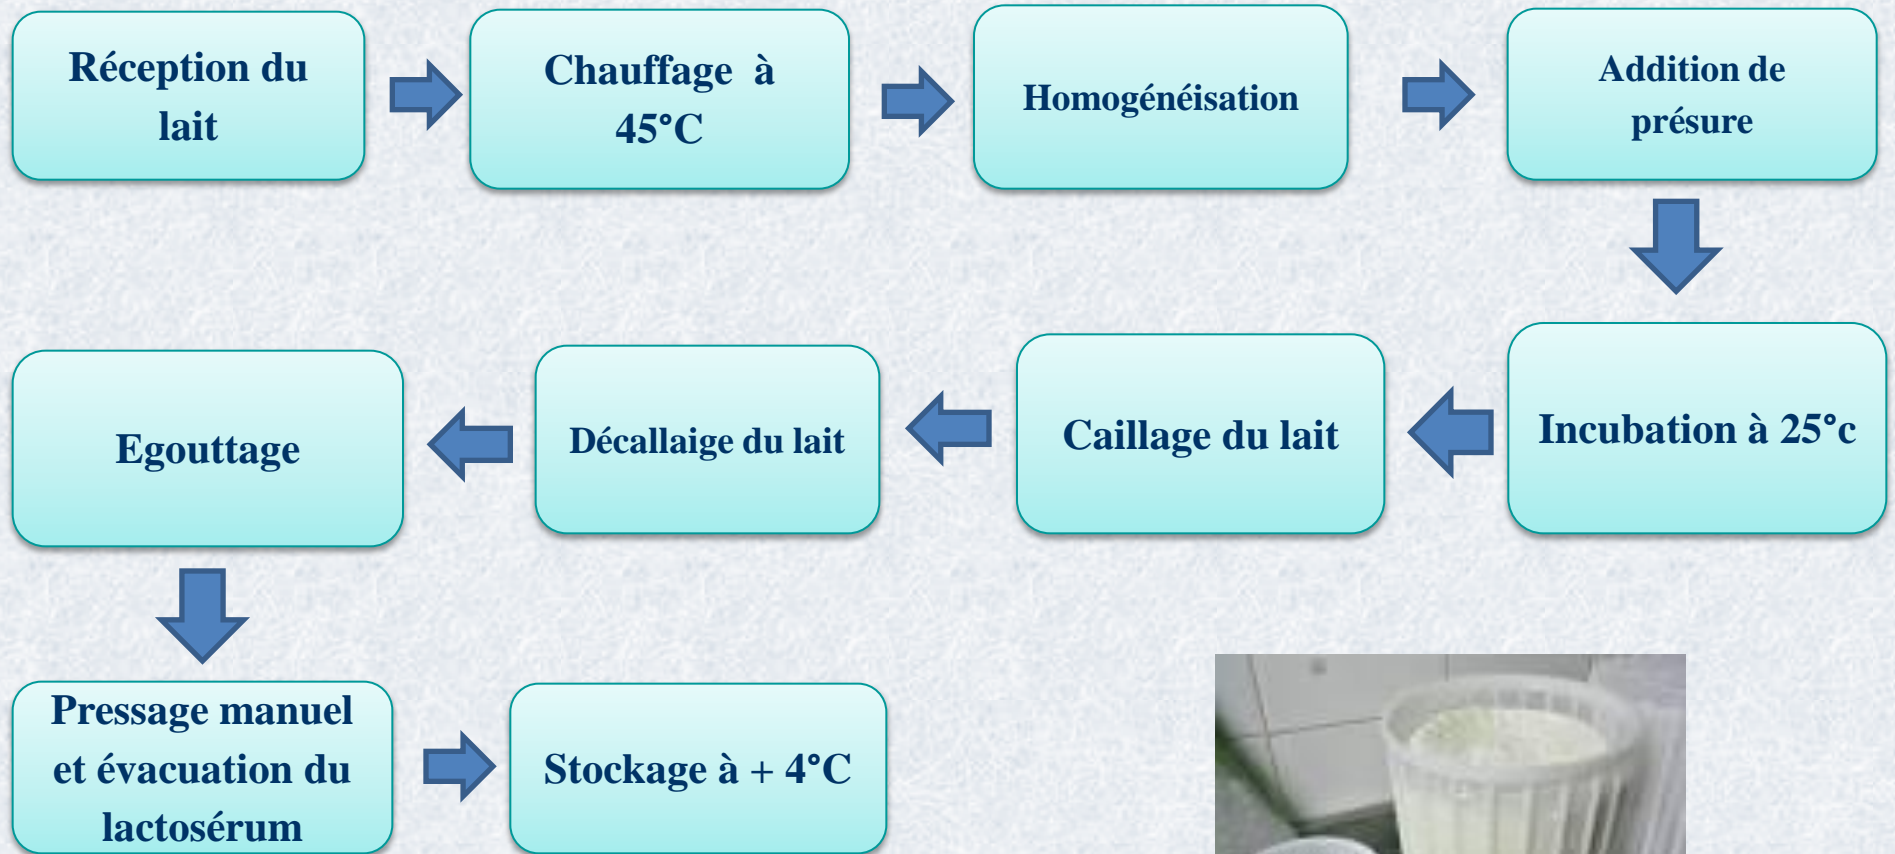 Réception du
lait
Chauffage à
45°C
Homogénéisation
Addition de
présure
Incubation à 25°c
Caillage du lait
Décallaige du lait
Egouttage
Pressage manuel
et évacuation du
lactosérum
Stockage à + 4°C